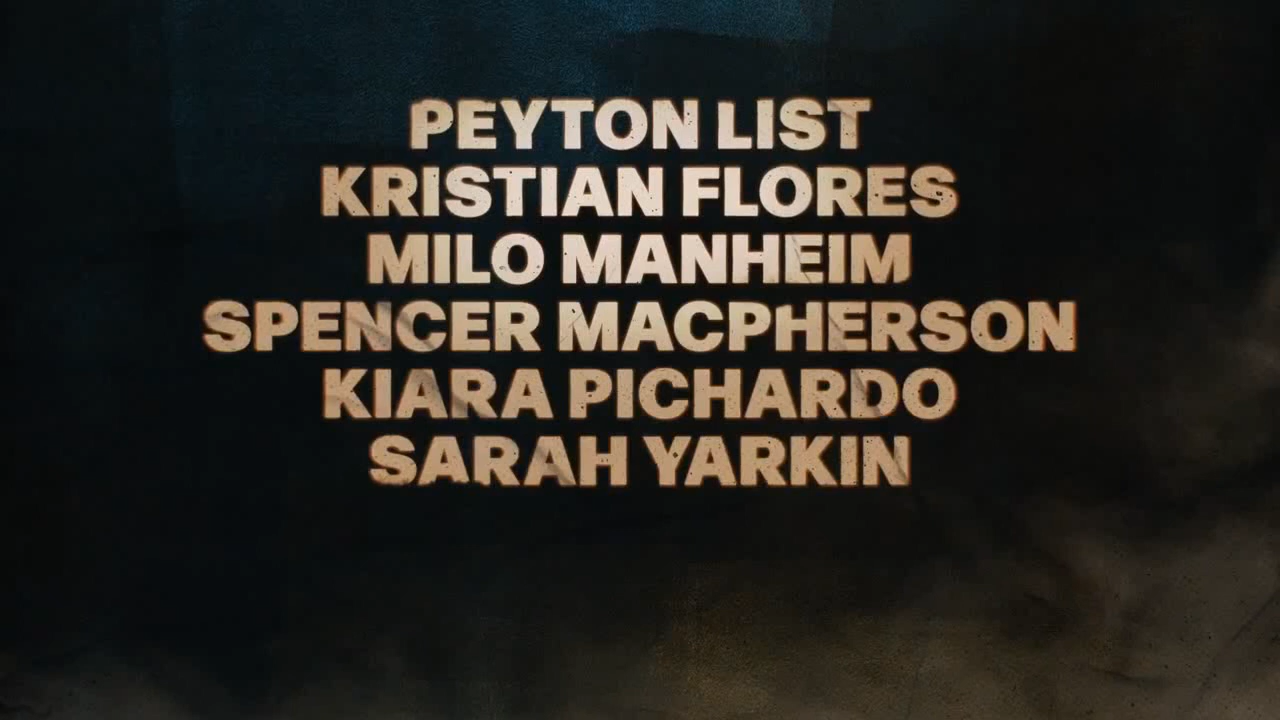 PEYTON LIST
KRISTIAN FLORES
MILO MANHEIM
SPENCER MACPHERSON
KIARA PICHARDO
SARAH YARKIN